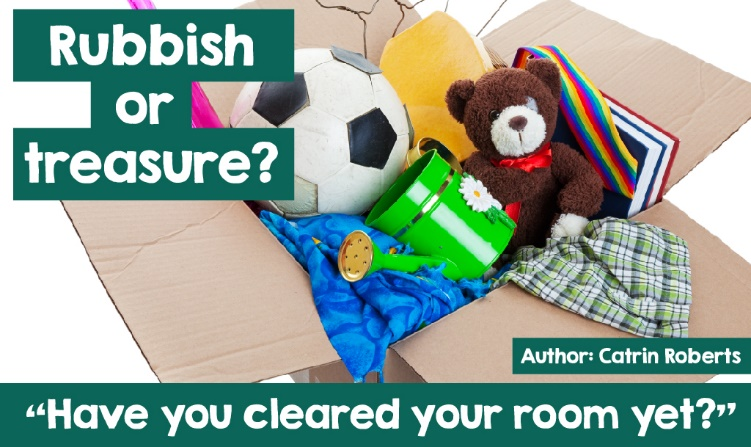 Rubbish
or
treasure?
Author: Catrin Roberts
“Have you cleared your room yet?”